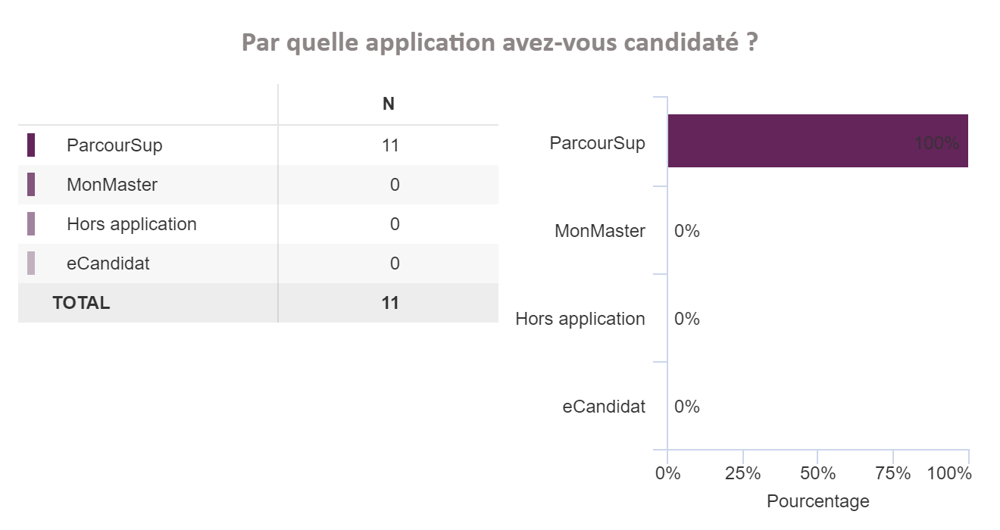 Par quelle application avez-vous candidaté ?
N
ParcourSup 11
MonMaster 0
Hors application 0
eCandidat 0
TOTAL 11
ParcourSup 100%
MonMaster 0%
Hors application 0%
eCandidat 0%
0% 25% 50% 75% 100%
Pourcentage